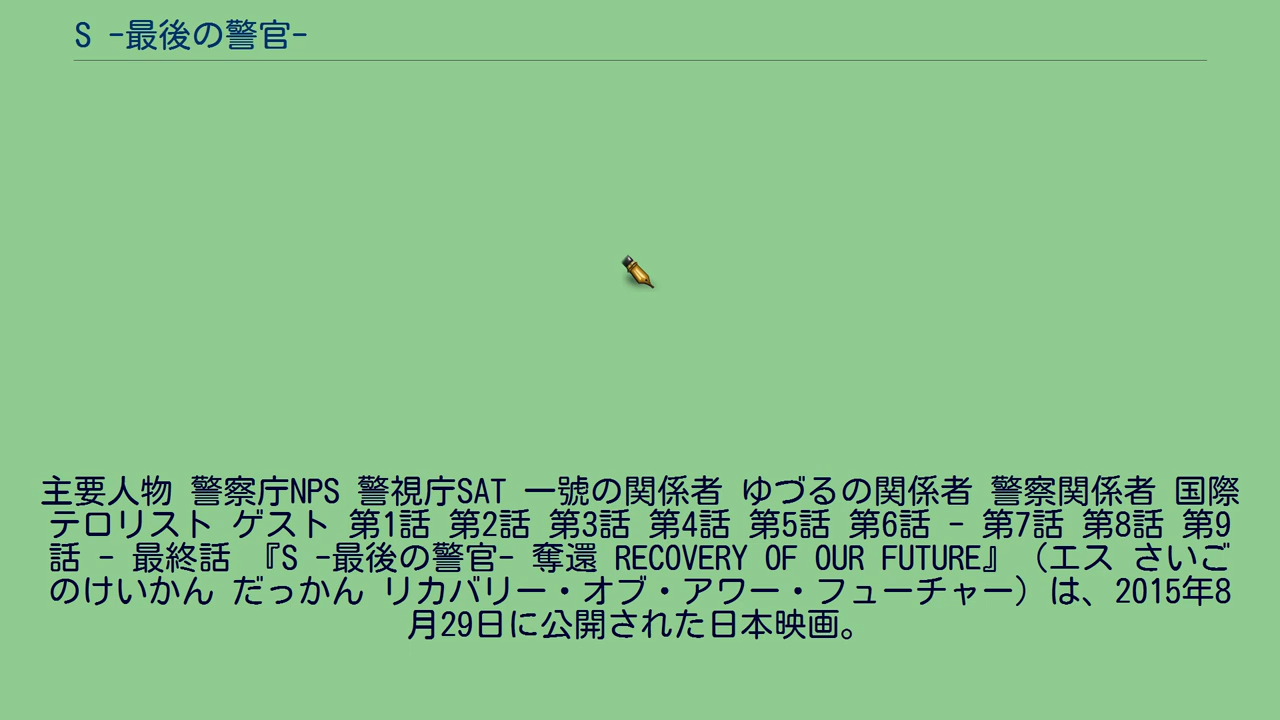 S -最後の警官-
主要人物 警察庁NPS 警視庁SAT 一號の関係者 ゆづるの関係者 警察関係者 国際
テロリスト ゲスト 第1話 第2話 第3話 第4話 第5話 第6話 - 第7話 第8話 第9
話 - 最終話 『S -最後の警官- 奪還 RECOVERY OF OUR FUTURE』（エス さいご
のけいかん だっかん リカバリー・オブ・アワー・フューチャー）は、2015年8
月29日に公開された日本映画。